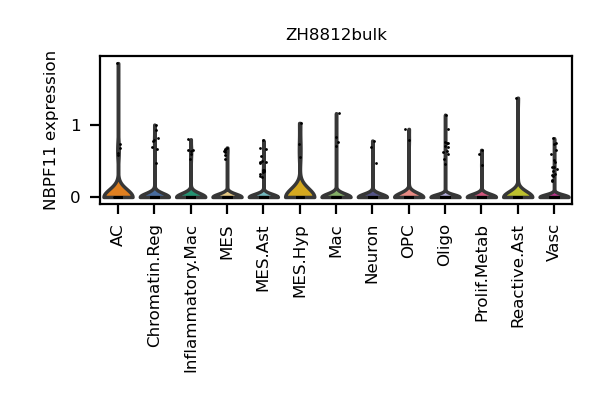 ZH8812bulk
NBPF11 expression
1
0
AC
Chromatin.Reg
Inflammatory.Mac
MES
MES.Ast
MES.Hyp
Mac
Neuron
OPC
Oligo
Prolif.Metab
Reactive.Ast
Vasc